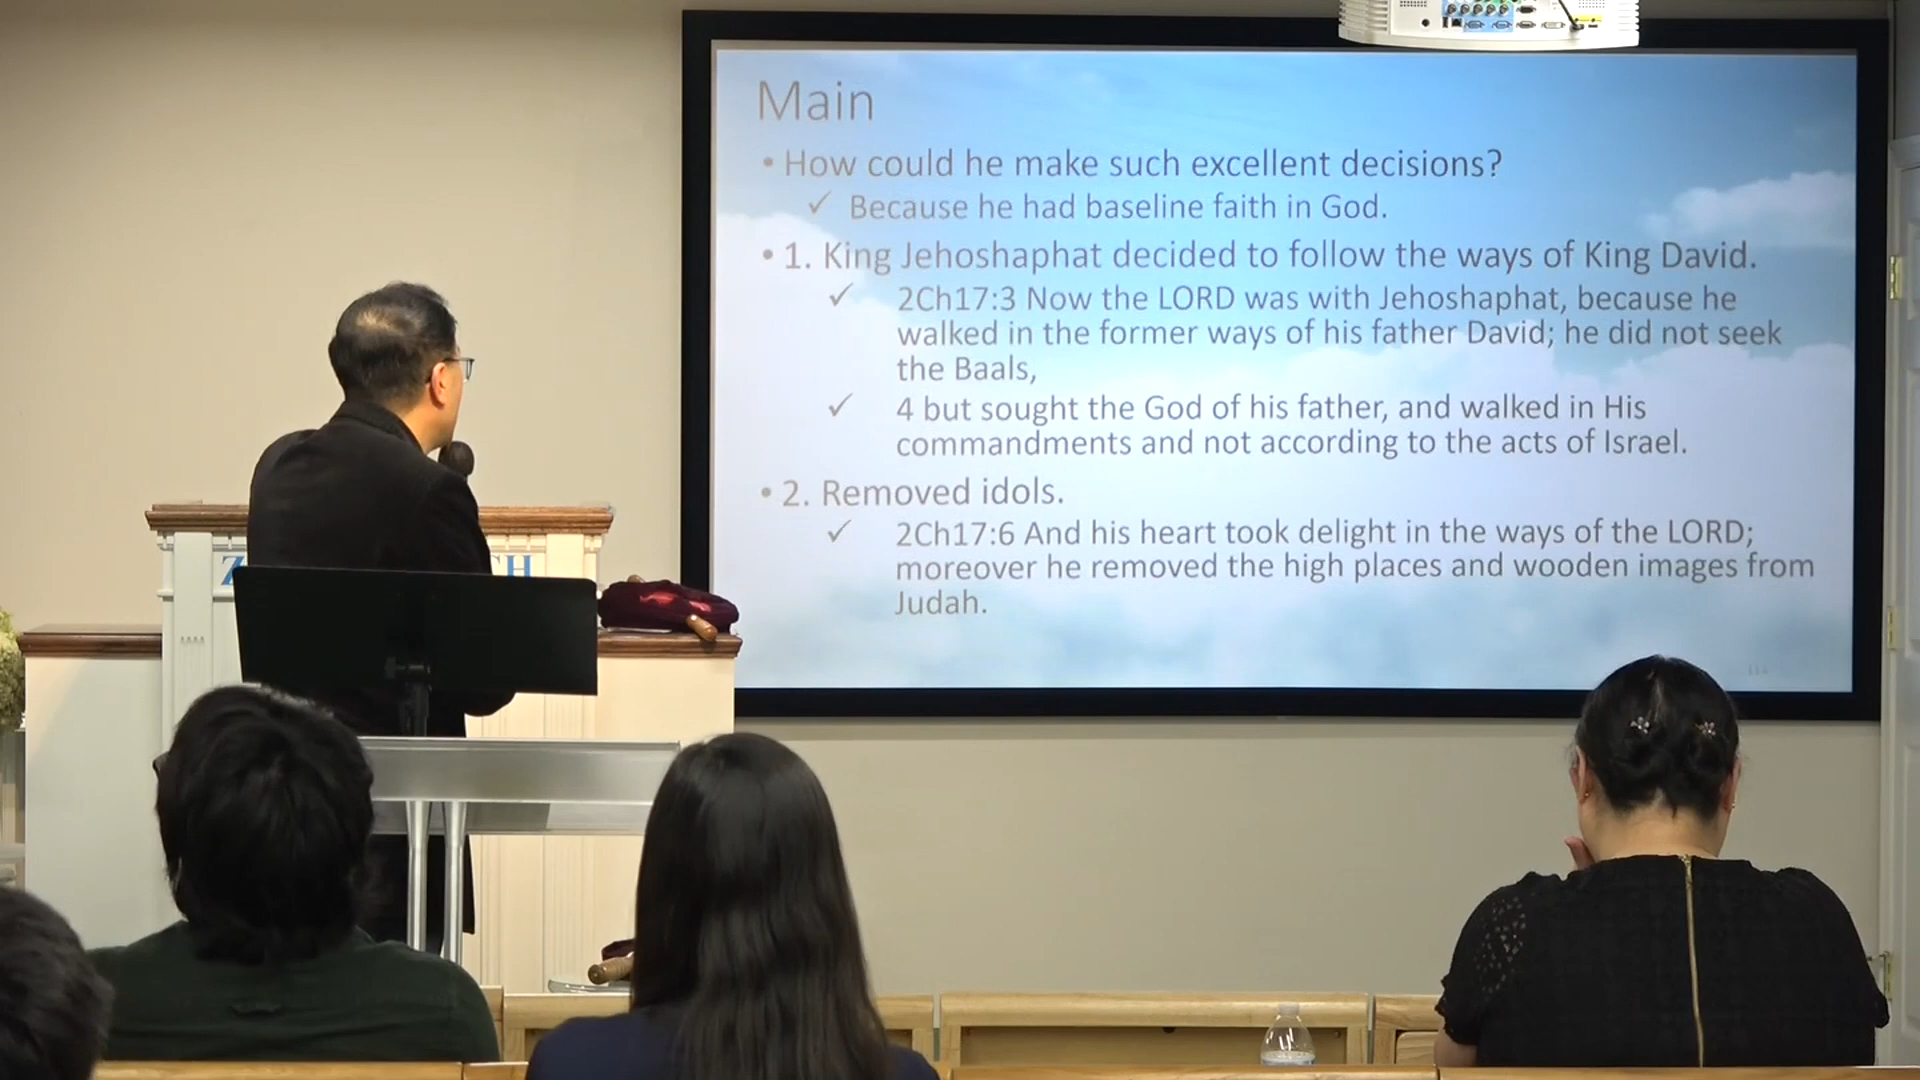 Main
• How could he make such excellent decisions?
✓ Because he had baseline faith in God.
• 1. King Jehoshaphat decided to follow the ways of King David.
✓ 2Ch17:3 Now the LORD was with Jehoshaphat, because he
walked in the former ways of his father David; he did not seek
the Baals,
✓ 4 but sought the God of his father, and walked in His
commandments and not according to the acts of Israel.
• 2. Removed idols.
✓ 2Ch17:6 And his heart took delight in the ways of the LORD;
moreover he removed the high places and wooden images from
Judah.